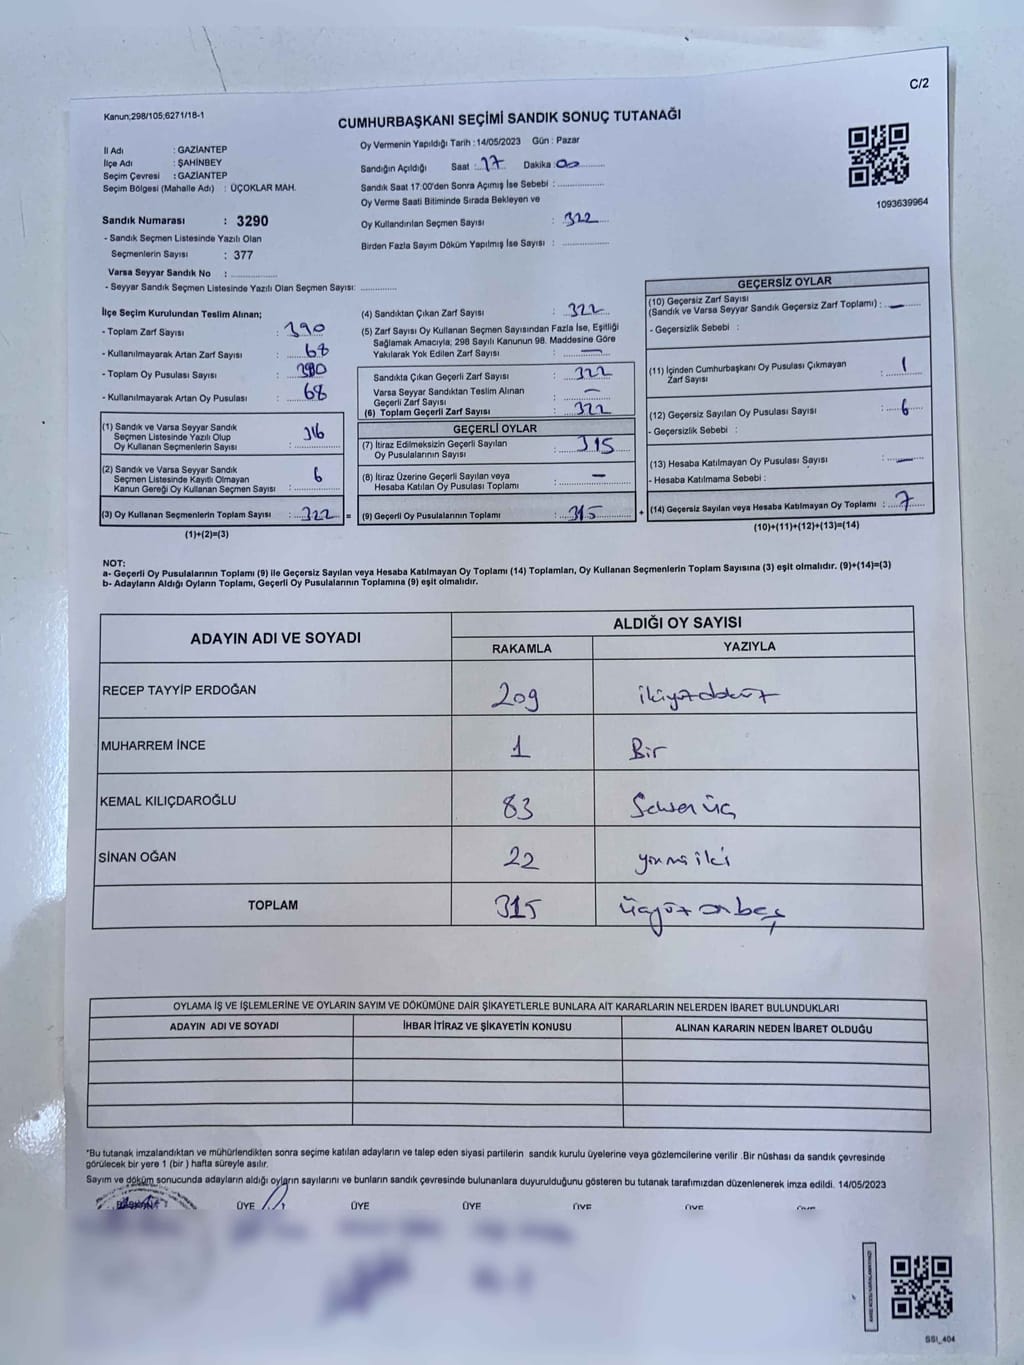 C/2
Kanun;298/105;6271/18-1
CUMHURBAŞKANI SEÇİMİ SANDIK SONUÇ TUTANAĞI
İl Adı : GAZİANTEP
İlçe Adı : ŞAHİNBEY
Seçim Çevresi : GAZİANTEP
Seçim Bölgesi (Mahalle Adı) : ÜÇOKLAR MAH.
Sandık Numarası : 3290
- Sandık Seçmen Listesinde Yazılı Olan
Seçmenlerin Sayısı : 377
Varsa Seyyar Sandık No : ..............
- Seyyar Sandık Seçmen Listesinde Yazılı Olan Seçmen Sayısı: ............
Oy Vermenin Yapıldığı Tarih : 14/05/2023 Gün : Pazar
Sandığın Açıldığı Saat : 17 Dakika : 00
Sandık Saat 17:00'den Sonra Açımış İse Sebebi : ..............
Oy Verme Saati Bitiminde Sırada Bekleyen ve
Oy Kullandırılan Seçmen Sayısı : 322
Birden Fazla Sayım Döküm Yapılmış İse Sayısı : ..............
1093639964
İlçe Seçim Kurulundan Teslim Alınan;
- Toplam Zarf Sayısı : 390
- Kullanılmayarak Artan Zarf Sayısı : 68
- Toplam Oy Pusulası Sayısı : 390
- Kullanılmayarak Artan Oy Pusulası : 68
(1) Sandık ve Varsa Seyyar Sandık
Seçmen Listesinde Yazılı Olup
Oy Kullanan Seçmenlerin Sayısı : 316
(2) Sandık ve Varsa Seyyar Sandık
Seçmen Listesinde Kayıtlı Olmayan
Kanun Gereği Oy Kullanan Seçmen Sayısı : 6
(3) Oy Kullanan Seçmenlerin Toplam Sayısı : 322 =
(1)+(2)=(3)
(4) Sandıktan Çıkan Zarf Sayısı : 322
(5) Zarf Sayısı Oy Kullanan Seçmen Sayısından Fazla İse, Eşitliği
Sağlamak Amacıyla; 298 Sayılı Kanunun 98. Maddesine Göre
Yakılarak Yok Edilen Zarf Sayısı : —
Sandıkta Çıkan Geçerli Zarf Sayısı : 322
Varsa Seyyar Sandıktan Teslim Alınan
Geçerli Zarf Sayısı : —
(6) Toplam Geçerli Zarf Sayısı : 322
GEÇERLİ OYLAR
(7) İtiraz Edilmeksizin Geçerli Sayılan
Oy Pusulalarının Sayısı : 315
(8) İtiraz Üzerine Geçerli Sayılan veya
Hesaba Katılan Oy Pusulası Toplamı : —
(9) Geçerli Oy Pusulalarının Toplamı : 315 +
GEÇERSİZ OYLAR
(10) Geçersiz Zarf Sayısı
(Sandık ve Varsa Seyyar Sandık Geçersiz Zarf Toplamı) : —
- Geçersizlik Sebebi :
(11) İçinden Cumhurbaşkanı Oy Pusulası Çıkmayan
Zarf Sayısı : 1
(12) Geçersiz Sayılan Oy Pusulası Sayısı : 6
- Geçersizlik Sebebi :
(13) Hesaba Katılmayan Oy Pusulası Sayısı : —
- Hesaba Katılmama Sebebi :
(14) Geçersiz Sayılan veya Hesaba Katılmayan Oy Toplamı : 7
(10)+(11)+(12)+(13)=(14)
NOT:
a- Geçerli Oy Pusulalarının Toplamı (9) ile Geçersiz Sayılan veya Hesaba Katılmayan Oy Toplamı (14) Toplamları, Oy Kullanan Seçmenlerin Toplam Sayısına (3) eşit olmalıdır. (9)+(14)=(3)
b- Adayların Aldığı Oyların Toplamı, Geçerli Oy Pusulalarının Toplamına (9) eşit olmalıdır.
ADAYIN ADI VE SOYADI
ALDIĞI OY SAYISI
RAKAMLA YAZIYLA
RECEP TAYYİP ERDOĞAN 209 ikiyüzdokuz
MUHARREM İNCE 1 Bir
KEMAL KILIÇDAROĞLU 83 Seksen üç
SİNAN OĞAN 22 yirmi iki
TOPLAM 315 üçyüz onbeş
OYLAMA İŞ VE İŞLEMLERİNE VE OYLARIN SAYIM VE DÖKÜMÜNE DAİR ŞİKAYETLERLE BUNLARA AİT KARARLARIN NELERDEN İBARET BULUNDUKLARI
ADAYIN ADI VE SOYADI İHBAR İTİRAZ VE ŞİKAYETİN KONUSU ALINAN KARARIN NEDEN İBARET OLDUĞU
*Bu tutanak imzalandıktan ve mühürlendikten sonra seçime katılan adayların ve talep eden siyasi partilerin sandık kurulu üyelerine veya gözlemcilerine verilir .Bir nüshası da sandık çevresinde
görülecek bir yere 1 (bir ) hafta süreyle asılır.
Sayım ve döküm sonucunda adayların aldığı oyların sayılarını ve bunların sandık çevresinde bulunanlara duyurulduğunu gösteren bu tutanak tarafımızdan düzenlenerek imza edildi. 14/05/2023
BAŞKAN ÜYE ÜYE ÜYE ÜYE ÜYE
SSI_404